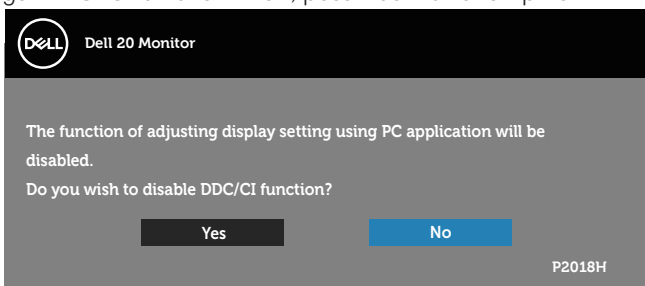 DELL
Dell 20 Monitor
The function of adjusting display setting using PC application will be
disabled.
Do you wish to disable DDC/CI function?
Yes No
P2018H